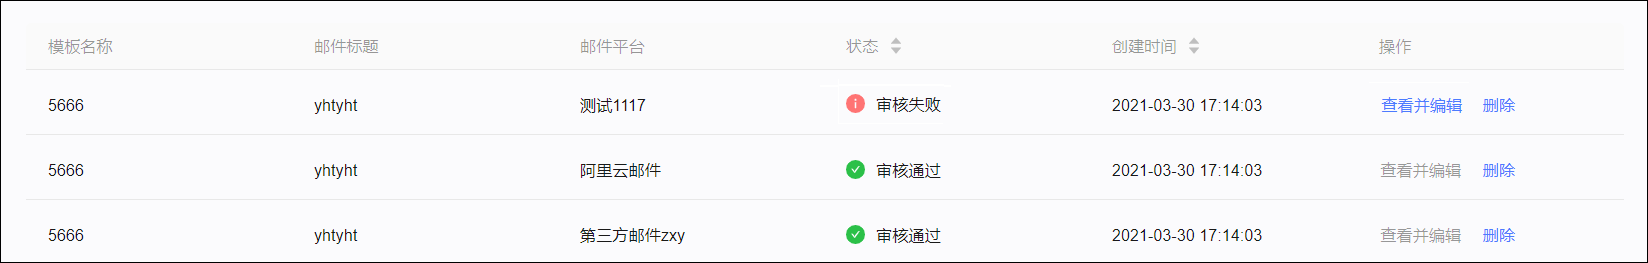 模板名称 邮件标题 邮件平台 状态 创建时间 操作
5666 yhtyht 测试1117 审核失败 2021-03-30 17:14:03 查看并编辑 删除
5666 yhtyht 阿里云邮件 审核通过 2021-03-30 17:14:03 查看并编辑 删除
5666 yhtyht 第三方邮件zxy 审核通过 2021-03-30 17:14:03 查看并编辑 删除